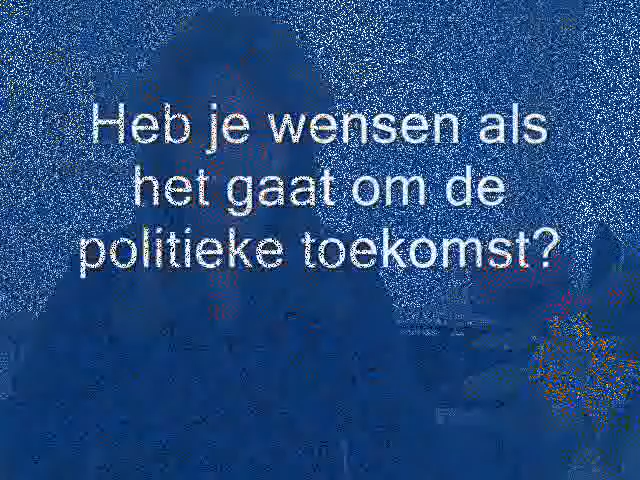 Heb je wensen als
het gaat om de
politieke toekomst?